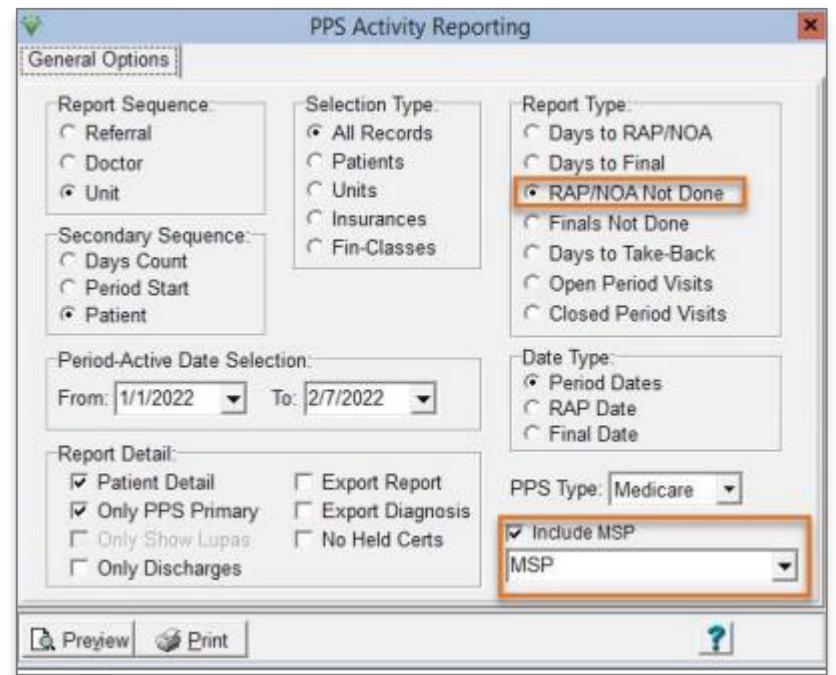 PPS Activity Reporting
General Options
Report Sequence:
Referral
Doctor
Unit
Secondary Sequence:
Days Count
Period Start
Patient
Selection Type:
All Records
Patients
Units
Insurances
Fin-Classes
Report Type:
Days to RAP/NOA
Days to Final
RAP/NOA Not Done
Finals Not Done
Days to Take-Back
Open Period Visits
Closed Period Visits
Period-Active Date Selection:
From: 1/1/2022 To: 2/7/2022
Date Type:
Period Dates
RAP Date
Final Date
Report Detail:
Patient Detail
Only PPS Primary
Only Show Lupas
Only Discharges
Export Report
Export Diagnosis
No Held Certs
PPS Type: Medicare
Include MSP
MSP
Preview Print ?